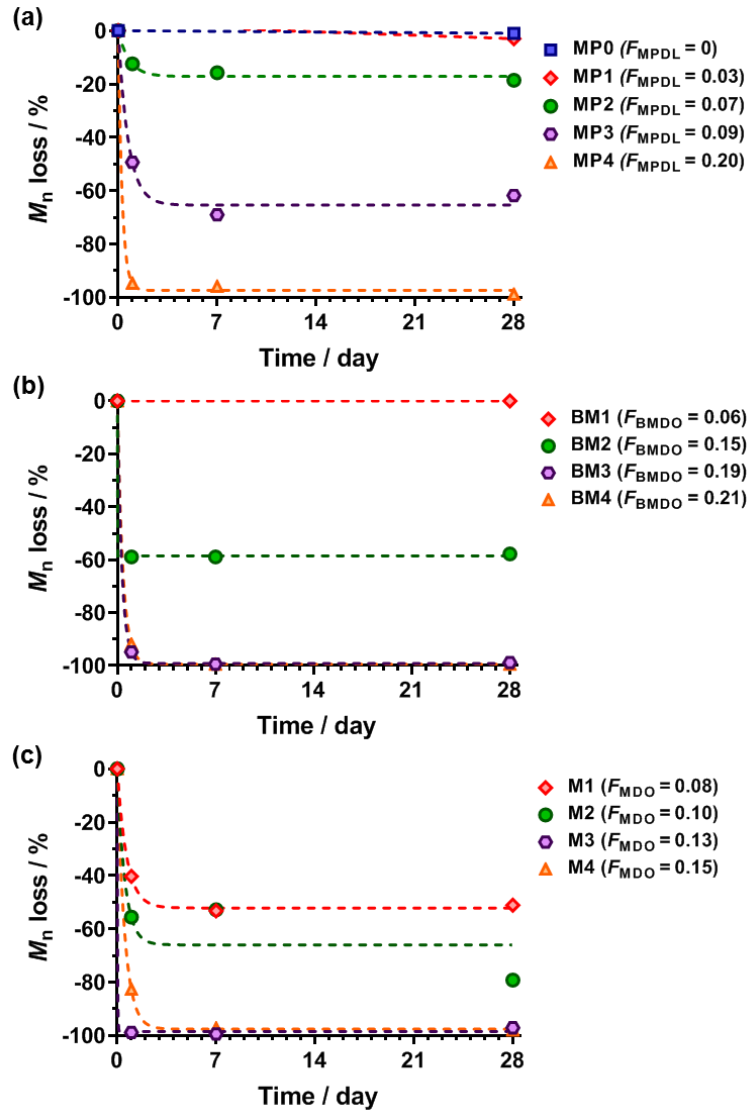 (a)
0
-20
-40
-60
-80
-100
Mn loss / %
0 7 14 21 28
Time / day
MP0 (FMPDL = 0)
MP1 (FMPDL = 0.03)
MP2 (FMPDL = 0.07)
MP3 (FMPDL = 0.09)
MP4 (FMPDL = 0.20)
(b)
0
-20
-40
-60
-80
-100
Mn loss / %
0 7 14 21 28
Time / day
BM1 (FBMDO = 0.06)
BM2 (FBMDO = 0.15)
BM3 (FBMDO = 0.19)
BM4 (FBMDO = 0.21)
(c)
0
-20
-40
-60
-80
-100
Mn loss / %
0 7 14 21 28
Time / day
M1 (FMDO = 0.08)
M2 (FMDO = 0.10)
M3 (FMDO = 0.13)
M4 (FMDO = 0.15)